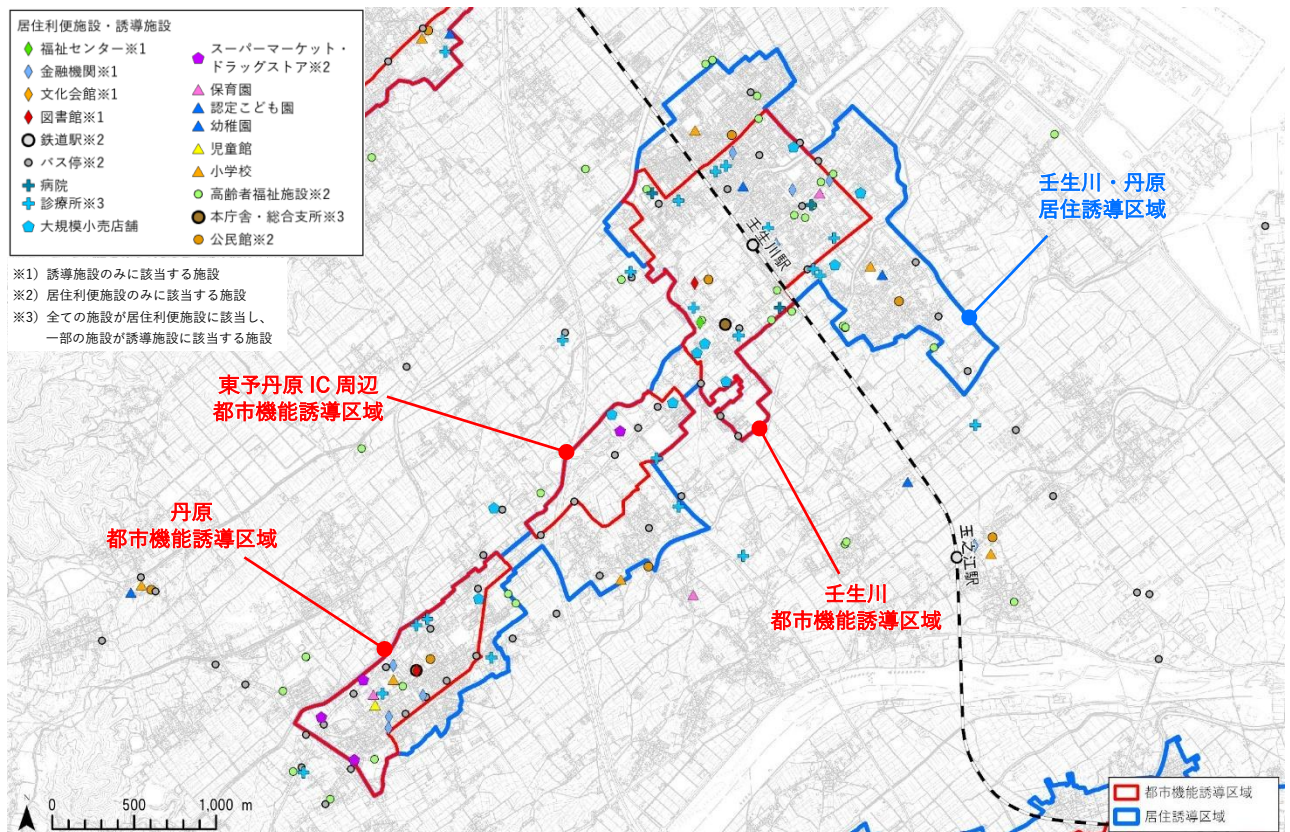 居住利便施設・誘導施設
福祉センター※1
金融機関※1
文化会館※1
図書館※1
鉄道駅※2
バス停※2
病院
診療所※3
大規模小売店舗
スーパーマーケット・
ドラッグストア※2
保育園
認定こども園
幼稚園
児童館
小学校
高齢者福祉施設※2
本庁舎・総合支所※3
公民館※2
※1）誘導施設のみに該当する施設
※2）居住利便施設のみに該当する施設
※3）全ての施設が居住利便施設に該当し、
一部の施設が誘導施設に該当する施設
壬生川・丹原
居住誘導区域
壬生川駅
東予丹原 IC 周辺
都市機能誘導区域
丹原
都市機能誘導区域
玉之江駅
壬生川
都市機能誘導区域
N
0 500 1,000 m
都市機能誘導区域
居住誘導区域